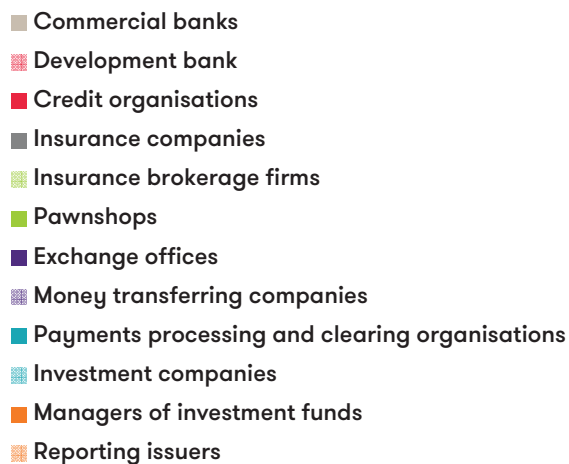 Commercial banks
Development bank
Credit organisations
Insurance companies
Insurance brokerage firms
Pawnshops
Exchange offices
Money transferring companies
Payments processing and clearing organisations
Investment companies
Managers of investment funds
Reporting issuers